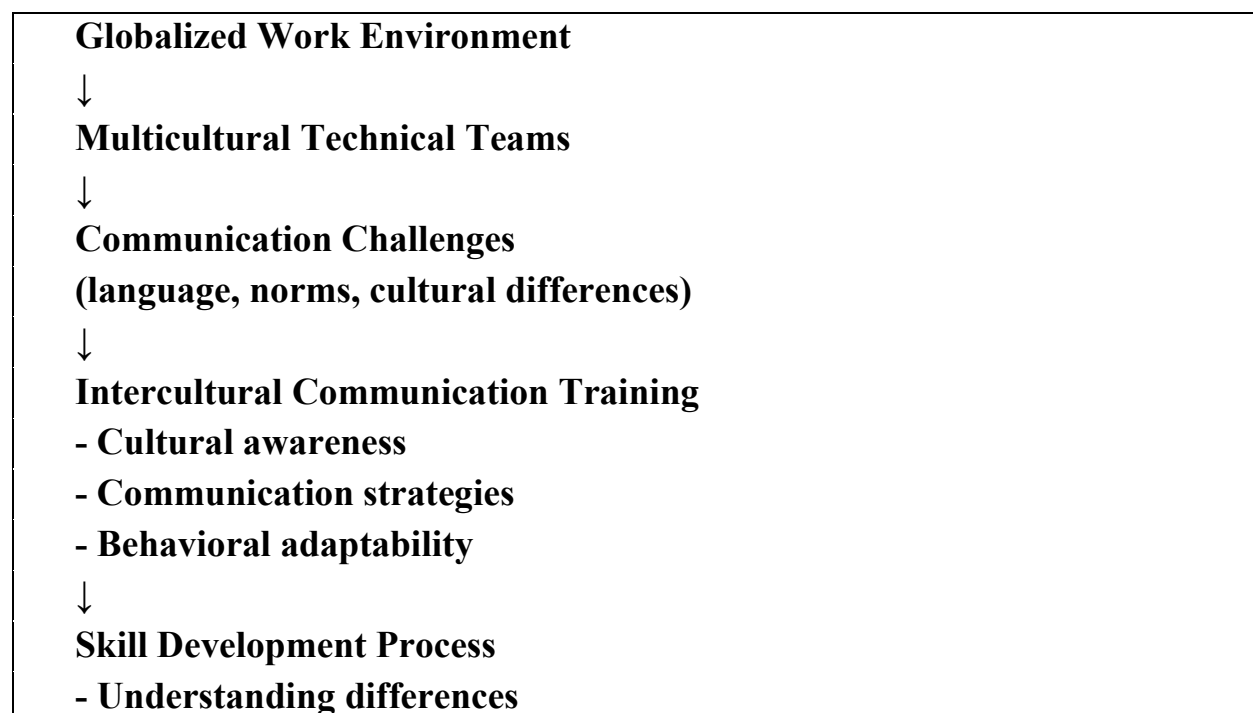 Globalized Work Environment
↓
Multicultural Technical Teams
↓
Communication Challenges
(language, norms, cultural differences)
↓
Intercultural Communication Training
- Cultural awareness
- Communication strategies
- Behavioral adaptability
↓
Skill Development Process
- Understanding differences